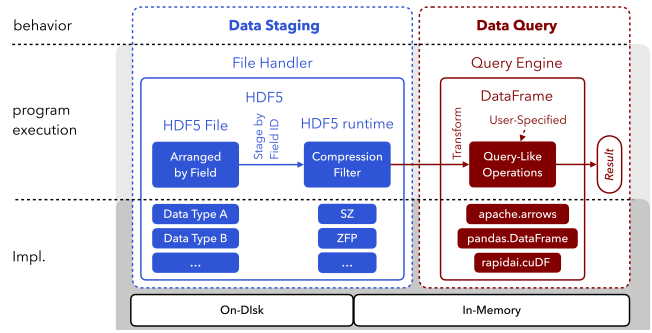 behavior
Data Staging
Data Query
File Handler
Query Engine
HDF5
DataFrame
program
execution
HDF5 File
Stage by
Field ID
HDF5 runtime
Transform
User-Specified
Arranged
by Field
Compression
Filter
Query-Like
Operations
Result
Impl.
Data Type A
SZ
apache.arrows
Data Type B
ZFP
pandas.DataFrame
...
...
rapidai.cuDF
On-DIsk
In-Memory